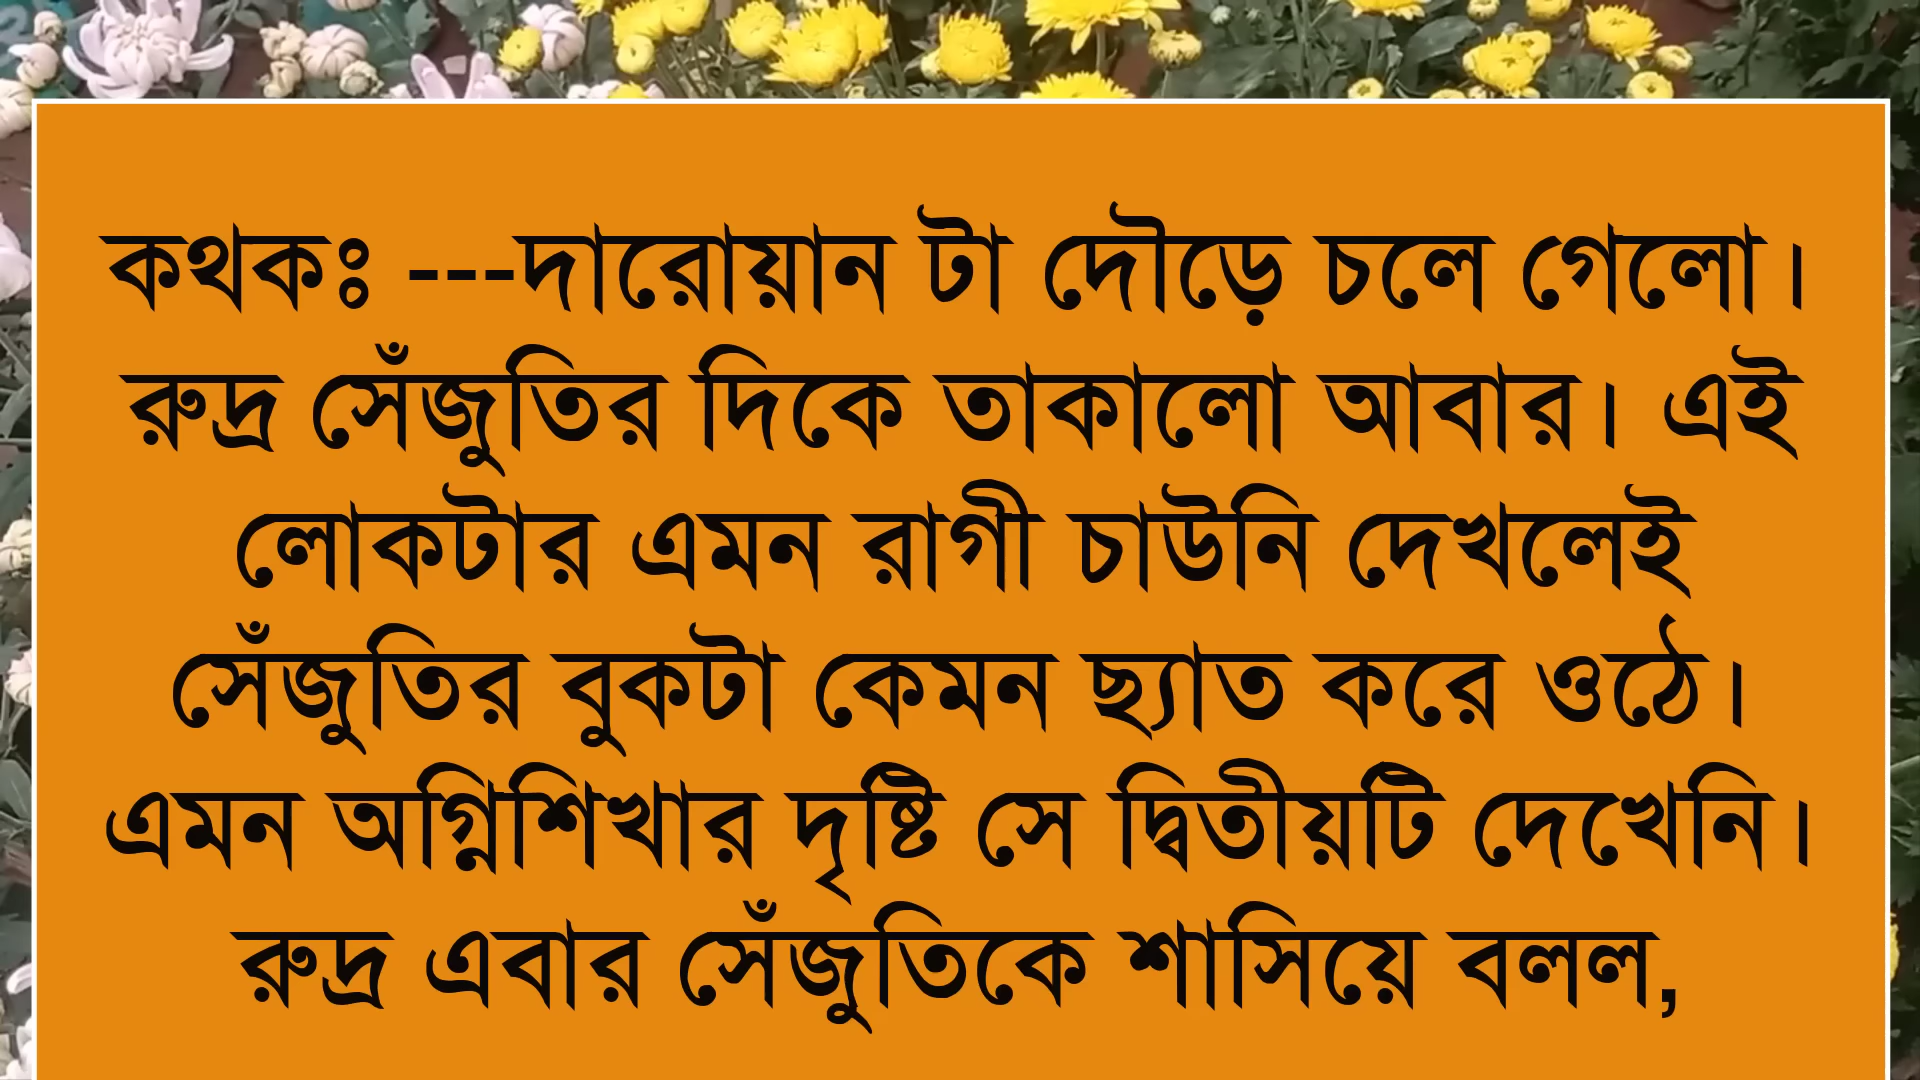 কথকঃ ---দারোয়ান টা দৌড়ে চলে গেলো।
রুদ্র সেঁজুতির দিকে তাকালো আবার। এই
লোকটার এমন রাগী চাউনি দেখলেই
সেঁজুতির বুকটা কেমন ছ্যাত করে ওঠে।
এমন অগ্নিশিখার দৃষ্টি সে দ্বিতীয়টি দেখেনি।
রুদ্র এবার সেঁজুতিকে শাসিয়ে বলল,